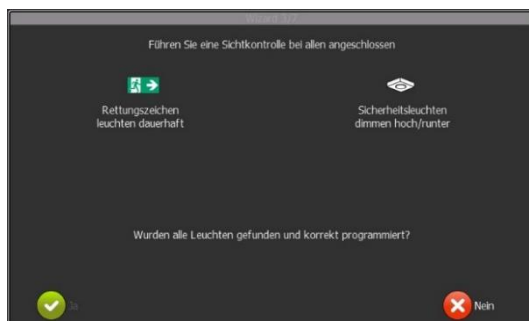 Wizard 3/7
Führen Sie eine Sichtkontrolle bei allen angeschlossen
Rettungszeichen
leuchten dauerhaft
Sicherheitsleuchten
dimmen hoch/runter
Wurden alle Leuchten gefunden und korrekt programmiert?
Ja
Nein